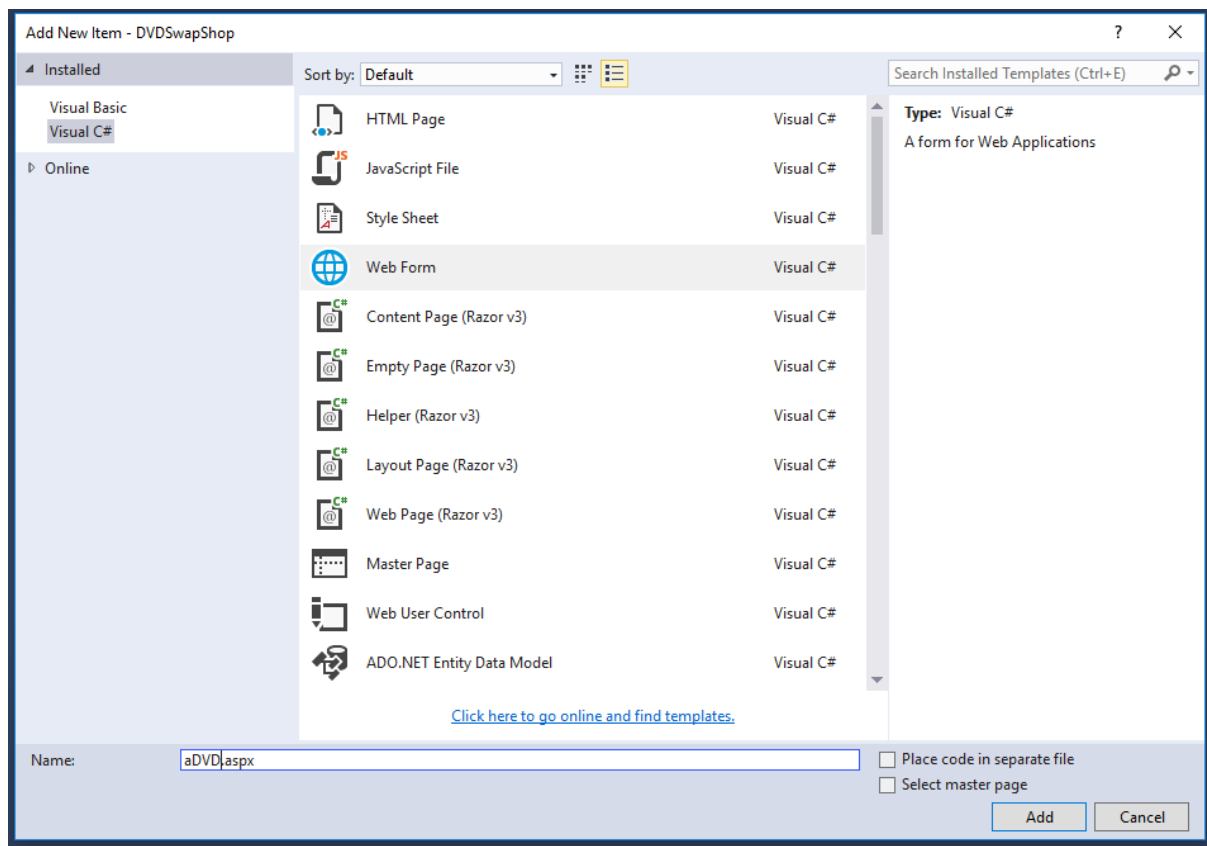 Add New Item - DVDSwapShop
?
Installed
Visual Basic
Visual C#
Online
Sort by: Default
Search Installed Templates (Ctrl+E)
HTML Page Visual C#
JS
JavaScript File Visual C#
Style Sheet Visual C#
Web Form Visual C#
C#
@
Content Page (Razor v3) Visual C#
C#
@
Empty Page (Razor v3) Visual C#
C#
@
Helper (Razor v3) Visual C#
C#
@
Layout Page (Razor v3) Visual C#
C#
@
Web Page (Razor v3) Visual C#
Master Page Visual C#
Web User Control Visual C#
ADO.NET Entity Data Model Visual C#
Click here to go online and find templates.
Type: Visual C#
A form for Web Applications
Name: aDVD.aspx
Place code in separate file
Select master page
Add Cancel